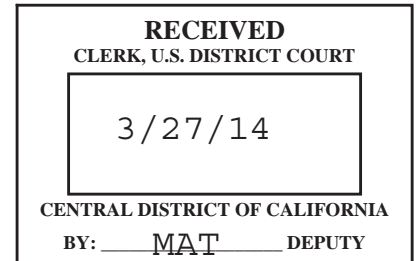 RECEIVED
CLERK, U.S. DISTRICT COURT
3/27/14
CENTRAL DISTRICT OF CALIFORNIA
BY: MAT DEPUTY